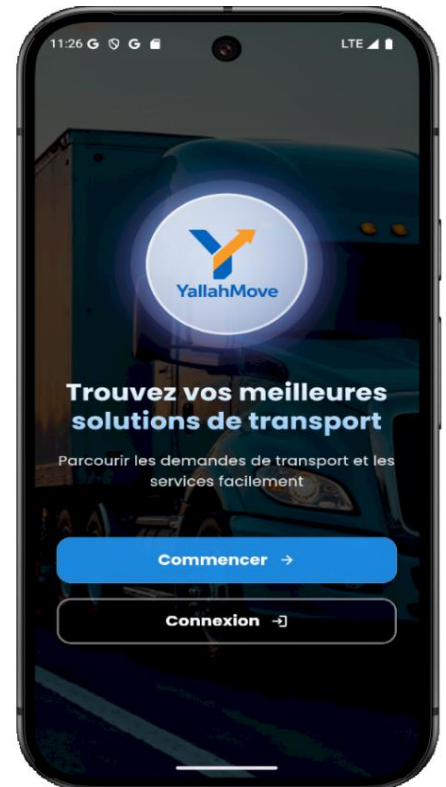 11:26 G G LTE
YallahMove
Trouvez vos meilleures
solutions de transport
Parcourir les demandes de transport et les
services facilement
Commencer →
Connexion